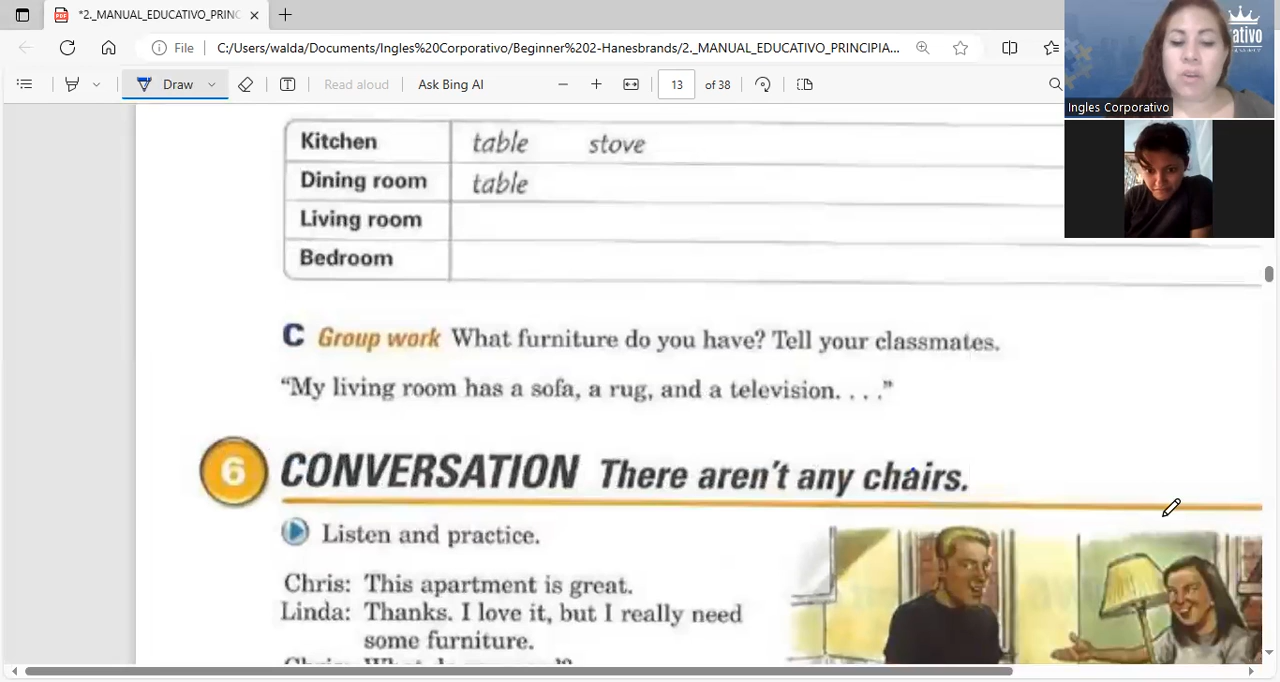 *2._MANUAL_EDUCATIVO_PRINC
File C:/Users/walda/Documents/Ingles%20Corporativo/Beginner%202-Hanesbrands/2._MANUAL_EDUCATIVO_PRINCIPIA...
Draw Read aloud Ask Bing AI 13 of 38
ativo
Ingles Corporativo
Kitchen table stove
Dining room table
Living room
Bedroom
C Group work What furniture do you have? Tell your classmates.
“My living room has a sofa, a rug, and a television. . . .”
6 CONVERSATION There aren't any chairs.
Listen and practice.
Chris: This apartment is great.
Linda: Thanks. I love it, but I really need
some furniture.